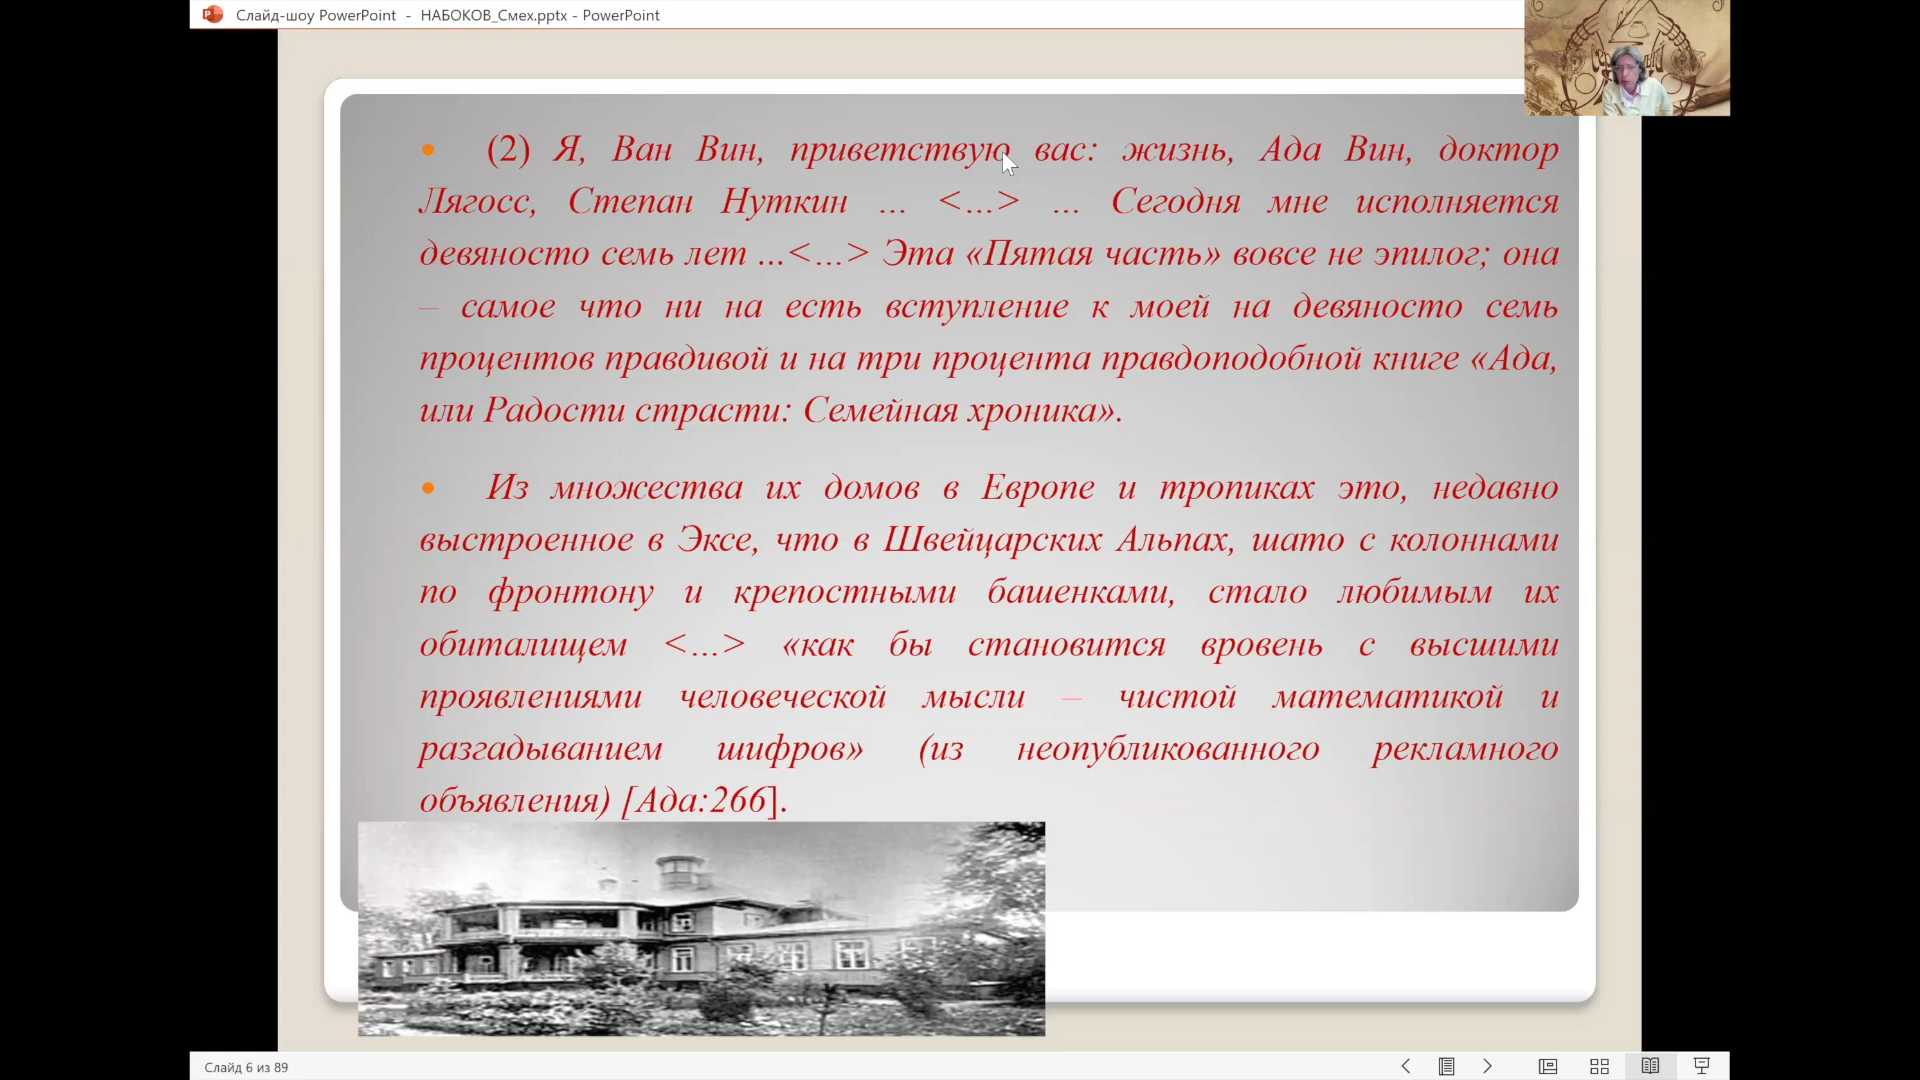 Слайд-шоу PowerPoint - НАБОКОВ_Смех.pptx - PowerPoint
• (2) Я, Ван Вин, приветствую вас: жизнь, Ада Вин, доктор
Лягосс, Степан Нуткин ... <...> ... Сегодня мне исполняется
девяносто семь лет ...<...> Эта «Пятая часть» вовсе не эпилог; она
– самое что ни на есть вступление к моей на девяносто семь
процентов правдивой и на три процента правдоподобной книге «Ада,
или Радости страсти: Семейная хроника».
• Из множества их домов в Европе и тропиках это, недавно
выстроенное в Эксе, что в Швейцарских Альпах, шато с колоннами
по фронтону и крепостными башенками, стало любимым их
обиталищем <...> «как бы становится вровень с высшими
проявлениями человеческой мысли – чистой математикой и
разгадыванием шифров» (из неопубликованного рекламного
объявления) [Ада:266].
Слайд 6 из 89